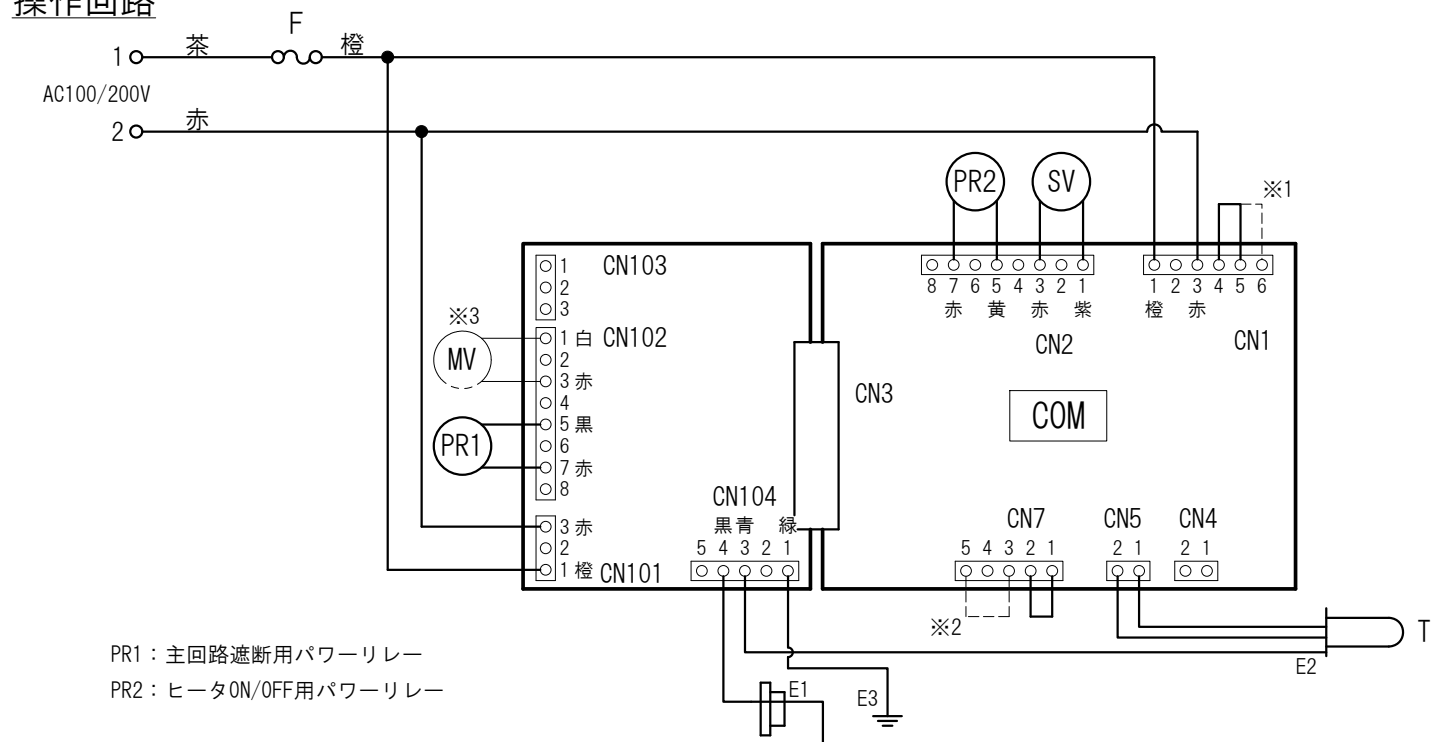 操作回路
F
1 茶 橙
AC100/200V
2 赤
PR2 SV ※1
8 7 6 5 4 3 2 1 1 2 3 4 5 6
赤 黄 赤 紫 橙 赤
CN2 CN1
CN103
1
2
3
※3
MV
CN102
1 白
2
3 赤
4
5 黒
6
7 赤
8
PR1
CN3
COM
CN104
黒 青 緑
5 4 3 2 1
3 赤
2
1 橙 CN101
CN7 CN5 CN4
5 4 3 2 1 2 1 2 1
※2
T
E2
E1
E3
PR1：主回路遮断用パワーリレー
PR2：ヒータON/OFF用パワーリレー